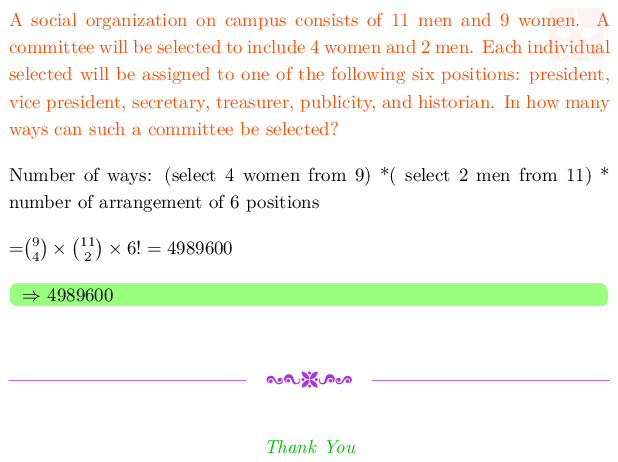 A social organization on campus consists of 11 men and 9 women. A
committee will be selected to include 4 women and 2 men. Each individual
selected will be assigned to one of the following six positions: president,
vice president, secretary, treasurer, publicity, and historian. In how many
ways can such a committee be selected?
Number of ways: (select 4 women from 9) *( select 2 men from 11) *
number of arrangement of 6 positions
=\binom{9}{4} × \binom{11}{2} × 6! = 4989600
⇒ 4989600
Thank You